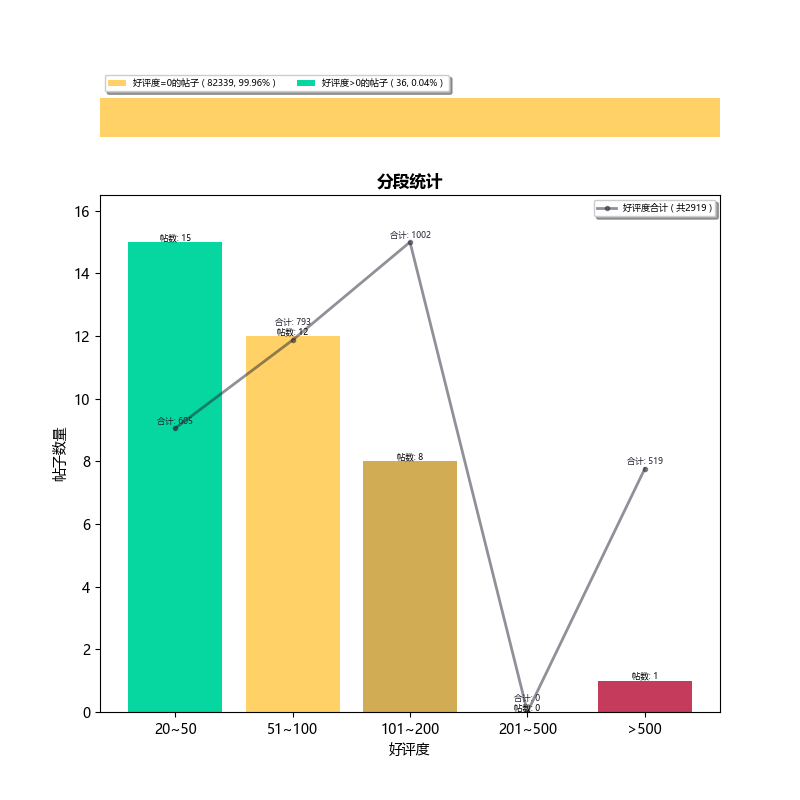 好评度=0的帖子 ( 82339, 99.96% )
好评度>0的帖子 ( 36, 0.04% )
分段统计
好评度合计 ( 共2919 )
16
14
12
10
8
6
4
2
0
帖子数量
帖数: 15
合计: 605
合计: 793
帖数: 12
合计: 1002
帖数: 8
合计: 0
帖数: 0
合计: 519
帖数: 1
20~50
51~100
101~200
201~500
>500
好评度